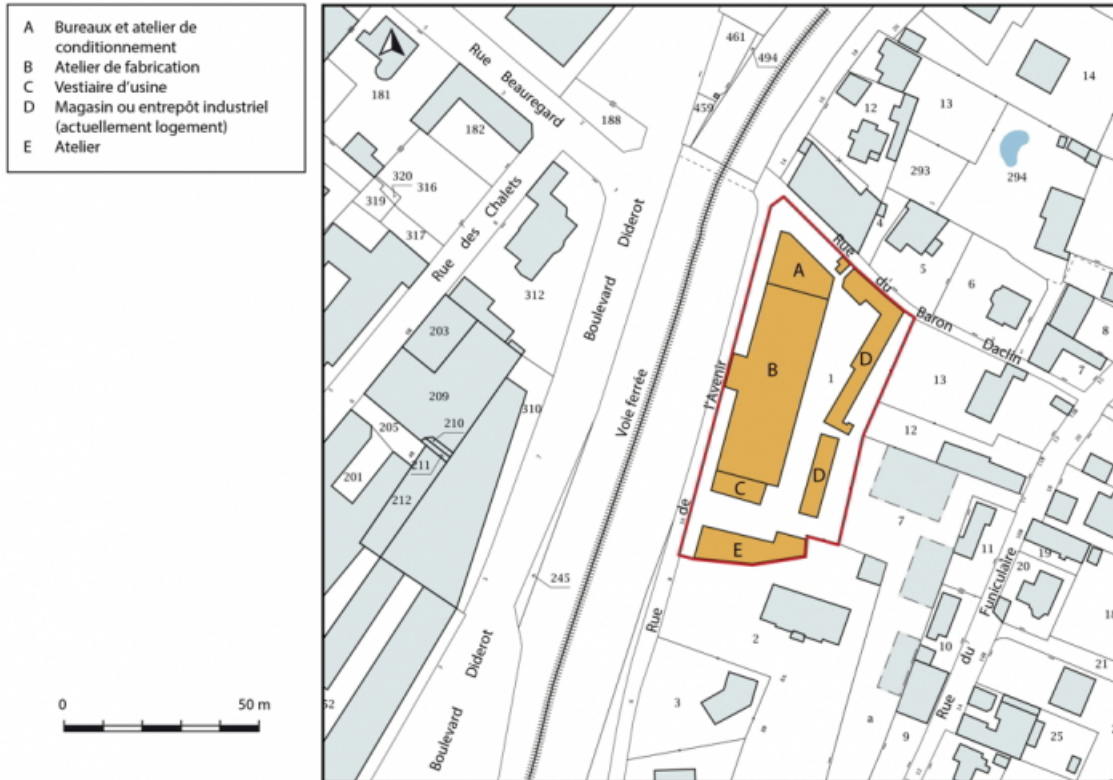 A Bureaux et atelier de
conditionnement
B Atelier de fabrication
C Vestiaire d'usine
D Magasin ou entrepôt industriel
(actuellement logement)
E Atelier
0 50 m
181
Rue Beauregard
182
188
461
494
459
320
316
319
317
Rue des Chalets
312
Boulevard Diderot
Voie ferrée
203
209
310
205
210
211
201
212
245
Boulevard Diderot
52
14
13
12
293
294
4
5
6
8
7
Rue du Baron Daclin
13
12
A
B
C
D
D
E
1
Rue de l'Avenir
7
11
19
20
18
10
21
2
3
a
9
25
Rue du Funiculaire